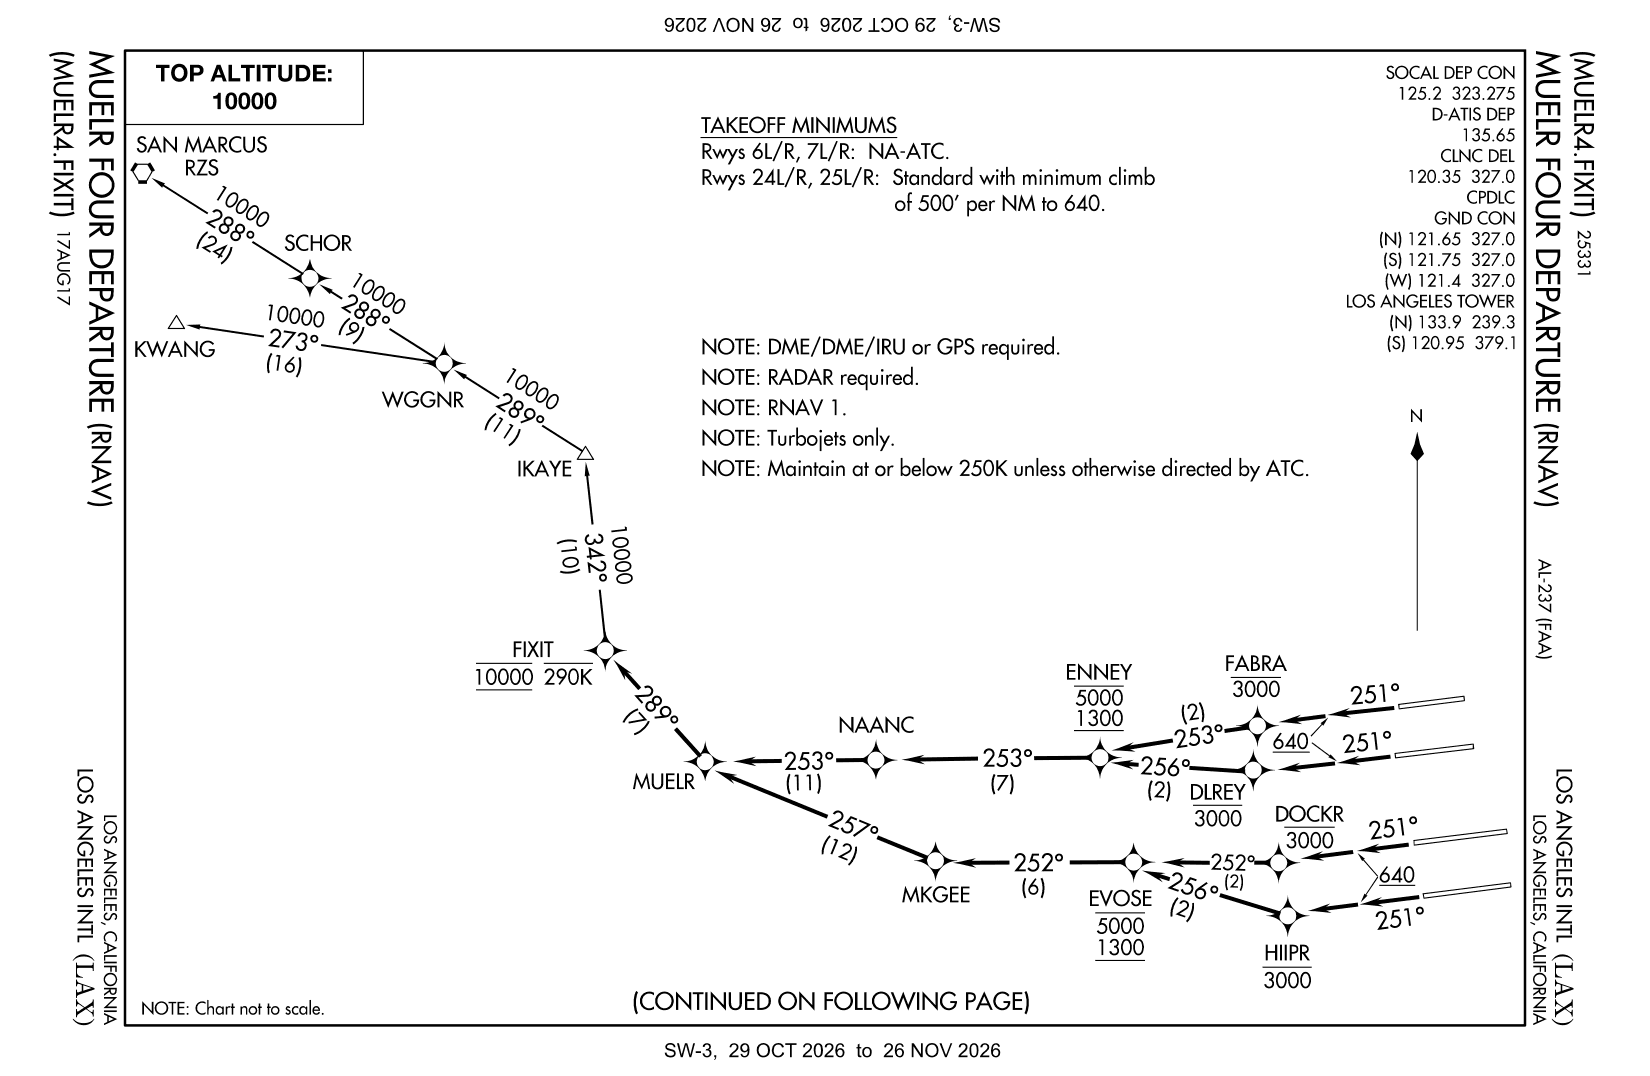 SW-3, 29 OCT 2026 to 26 NOV 2026
MUELR FOUR DEPARTURE (RNAV)
(MUELR4.FIXIT) 17AUG17
LOS ANGELES, CALIFORNIA
LOS ANGELES INTL (LAX)
TOP ALTITUDE:
10000
SAN MARCUS
RZS
10000
288°
(24)
SCHOR
10000
288°
(9)
10000
273°
(16)
KWANG
WGGNR
10000
289°
(11)
IKAYE
10000
342°
(10)
FIXIT
10000 290K
289°
(7)
MUELR
TAKEOFF MINIMUMS
Rwys 6L/R, 7L/R: NA-ATC.
Rwys 24L/R, 25L/R: Standard with minimum climb
of 500' per NM to 640.
NOTE: DME/DME/IRU or GPS required.
NOTE: RADAR required.
NOTE: RNAV 1.
NOTE: Turbojets only.
NOTE: Maintain at or below 250K unless otherwise directed by ATC.
SOCAL DEP CON
125.2 323.275
D-ATIS DEP
135.65
CLNC DEL
120.35 327.0
CPDLC
GND CON
(N) 121.65 327.0
(S) 121.75 327.0
(W) 121.4 327.0
LOS ANGELES TOWER
(N) 133.9 239.3
(S) 120.95 379.1
N
NAANC
253°
(11)
253°
(7)
ENNEY
5000
1300
(2)
253°
FABRA
3000
251°
640
251°
256°
(2)
DLREY
3000
257°
(12)
MKGEE
252°
(6)
EVOSE
5000
1300
252°
(2)
DOCKR
3000
251°
640
256°
(2)
251°
HIIPR
3000
NOTE: Chart not to scale.
(CONTINUED ON FOLLOWING PAGE)
(MUELR4.FIXIT) 25331
MUELR FOUR DEPARTURE (RNAV)
AL-237 (FAA)
LOS ANGELES INTL (LAX)
LOS ANGELES, CALIFORNIA
SW-3, 29 OCT 2026 to 26 NOV 2026